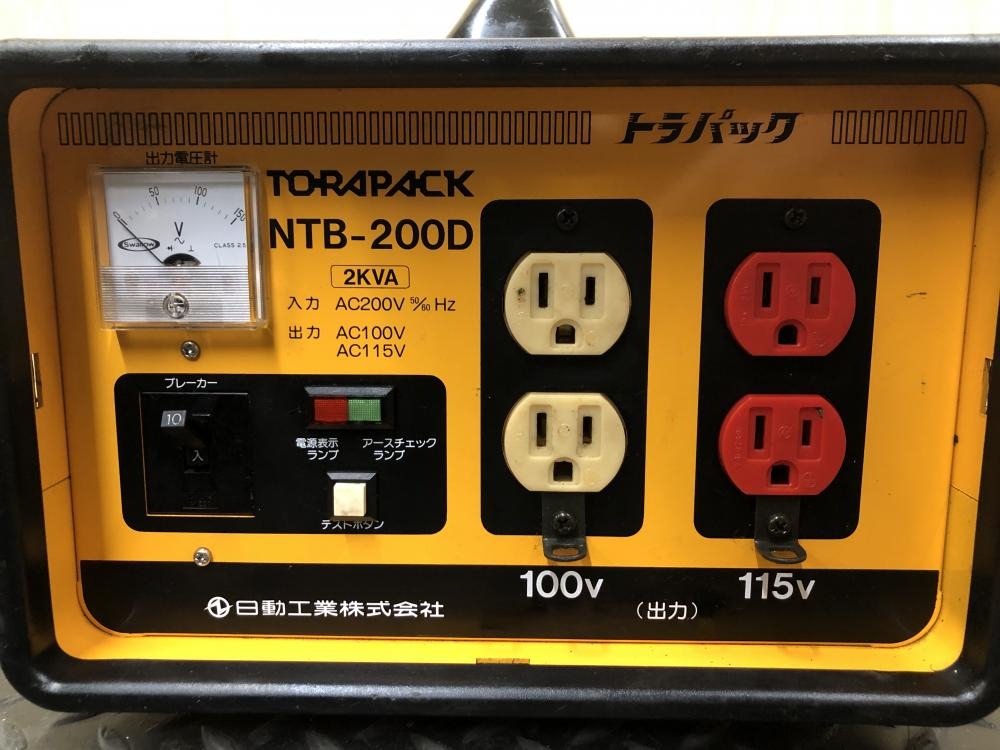 トラパック
出力電圧計
0 50 100 150
V
Swallow
CLASS 2.5
TORAPACK
NTB-200D
2KVA
入力 AC200V 50/60 Hz
出力 AC100V
AC115V
ブレーカー
10
入
電源表示
ランプ
アースチェック
ランプ
テストボタン
100V
115V
(出力)
日動工業株式会社